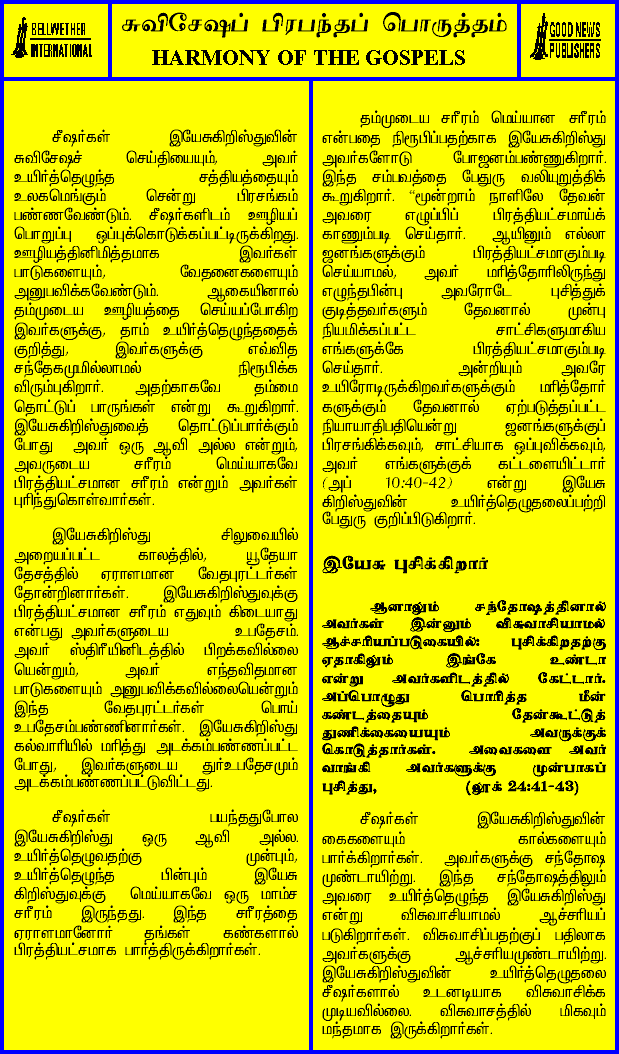 BELLWETHER
INTERNATIONAL
சுவிசேஷப் பிரபந்தப் பொருத்தம்
HARMONY OF THE GOSPELS
GOOD NEWS
PUBLISHERS
சீஷர்கள் இயேசுகிறிஸ்துவின்
சுவிசேஷச் செய்தியையும், அவர்
உயிர்த்தெழுந்த சத்தியத்தையும்
உலகமெங்கும் சென்று பிரசங்கம்
பண்ணவேண்டும். சீஷர்களிடம் ஊழியப்
பொறுப்பு ஒப்புக்கொடுக்கப்பட்டிருக்கிறது.
ஊழியத்தினிமித்தமாக இவர்கள்
பாடுகளையும், வேதனைகளையும்
அனுபவிக்கவேண்டும். ஆகையினால்
தம்முடைய ஊழியத்தை செய்யப்போகிற
இவர்களுக்கு, தாம் உயிர்த்தெழுந்ததைக்
குறித்து, இவர்களுக்கு எவ்வித
சந்தேகமுமில்லாமல் நிரூபிக்க
விரும்புகிறார். அதற்காகவே தம்மை
தொட்டுப் பாருங்கள் என்று கூறுகிறார்.
இயேசுகிறிஸ்துவைத் தொட்டுப்பார்க்கும்
போது அவர் ஒரு ஆவி அல்ல என்றும்,
அவருடைய சரீரம் மெய்யாகவே
பிரத்தியட்சமான சரீரம் என்றும் அவர்கள்
புரிந்துகொள்வார்கள்.
இயேசுகிறிஸ்து சிலுவையில்
அறையப்பட்ட காலத்தில், யூதேயா
தேசத்தில் ஏராளமான வேதபுரட்டர்கள்
தோன்றினார்கள். இயேசுகிறிஸ்துவுக்கு
பிரத்தியட்சமான சரீரம் எதுவும் கிடையாது
என்பது அவர்களுடைய உபதேசம்.
அவர் ஸ்திரீயினிடத்தில் பிறக்கவில்லை
யென்றும், அவர் எந்தவிதமான
பாடுகளையும் அனுபவிக்கவில்லையென்றும்
இந்த வேதபுரட்டர்கள் பொய்
உபதேசம்பண்ணினார்கள். இயேசுகிறிஸ்து
கல்வாரியில் மரித்து அடக்கம்பண்ணப்பட்ட
போது, இவர்களுடைய துர்உபதேசமும்
அடக்கம்பண்ணப்பட்டுவிட்டது.
சீஷர்கள் பயந்ததுபோல
இயேசுகிறிஸ்து ஒரு ஆவி அல்ல.
உயிர்த்தெழுவதற்கு முன்பும்,
உயிர்த்தெழுந்த பின்பும் இயேசு
கிறிஸ்துவுக்கு மெய்யாகவே ஒரு மாம்ச
சரீரம் இருந்தது. இந்த சரீரத்தை
ஏராளமானோர் தங்கள் கண்களால்
பிரத்தியட்சமாக பார்த்திருக்கிறார்கள்.
தம்முடைய சரீரம் மெய்யான சரீரம்
என்பதை நிரூபிப்பதற்காக இயேசுகிறிஸ்து
அவர்களோடு போஜனம்பண்ணுகிறார்.
இந்த சம்பவத்தை பேதுரு வலியுறுத்திக்
கூறுகிறார். “மூன்றாம் நாளிலே தேவன்
அவரை எழுப்பிப் பிரத்தியட்சமாய்க்
காணும்படி செய்தார். ஆயினும் எல்லா
ஜனங்களுக்கும் பிரத்தியட்சமாகும்படி
செய்யாமல், அவர் மரித்தோரிலிருந்து
எழுந்தபின்பு அவரோடே புசித்துக்
குடித்தவர்களும் தேவனால் முன்பு
நியமிக்கப்பட்ட சாட்சிகளுமாகிய
எங்களுக்கே பிரத்தியட்சமாகும்படி
செய்தார். அன்றியும் அவரே
உயிரோடிருக்கிறவர்களுக்கும் மரித்தோர்
களுக்கும் தேவனால் ஏற்படுத்தப்பட்ட
நியாயாதிபதியென்று ஜனங்களுக்குப்
பிரசங்கிக்கவும், சாட்சியாக ஒப்புவிக்கவும்,
அவர் எங்களுக்குக் கட்டளையிட்டார்
(அப் 10:40-42) என்று இயேசு
கிறிஸ்துவின் உயிர்த்தெழுதலைப்பற்றி
பேதுரு குறிப்பிடுகிறார்.
இயேசு புசிக்கிறார்
ஆனாலும் சந்தோஷத்தினால்
அவர்கள் இன்னும் விசுவாசியாமல்
ஆச்சரியப்படுகையில்: புசிக்கிறதற்கு
ஏதாகிலும் இங்கே உண்டா
என்று அவர்களிடத்தில் கேட்டார்.
அப்பொழுது பொரித்த மீன்
கண்டத்தையும் தேன்கூட்டுத்
துணிக்கையையும் அவருக்குக்
கொடுத்தார்கள். அவைகளை அவர்
வாங்கி அவர்களுக்கு முன்பாகப்
புசித்து, (லூக் 24:41-43)
சீஷர்கள் இயேசுகிறிஸ்துவின்
கைகளையும் கால்களையும்
பார்க்கிறார்கள். அவர்களுக்கு சந்தோஷ
முண்டாயிற்று. இந்த சந்தோஷத்திலும்
அவரை உயிர்த்தெழுந்த இயேசுகிறிஸ்து
என்று விசுவாசியாமல் ஆச்சரியப்
படுகிறார்கள். விசுவாசிப்பதற்குப் பதிலாக
அவர்களுக்கு ஆச்சரியமுண்டாயிற்று.
இயேசுகிறிஸ்துவின் உயிர்த்தெழுதலை
சீஷர்களால் உடனடியாக விசுவாசிக்க
முடியவில்லை. விசுவாசத்தில் மிகவும்
மந்தமாக இருக்கிறார்கள்.